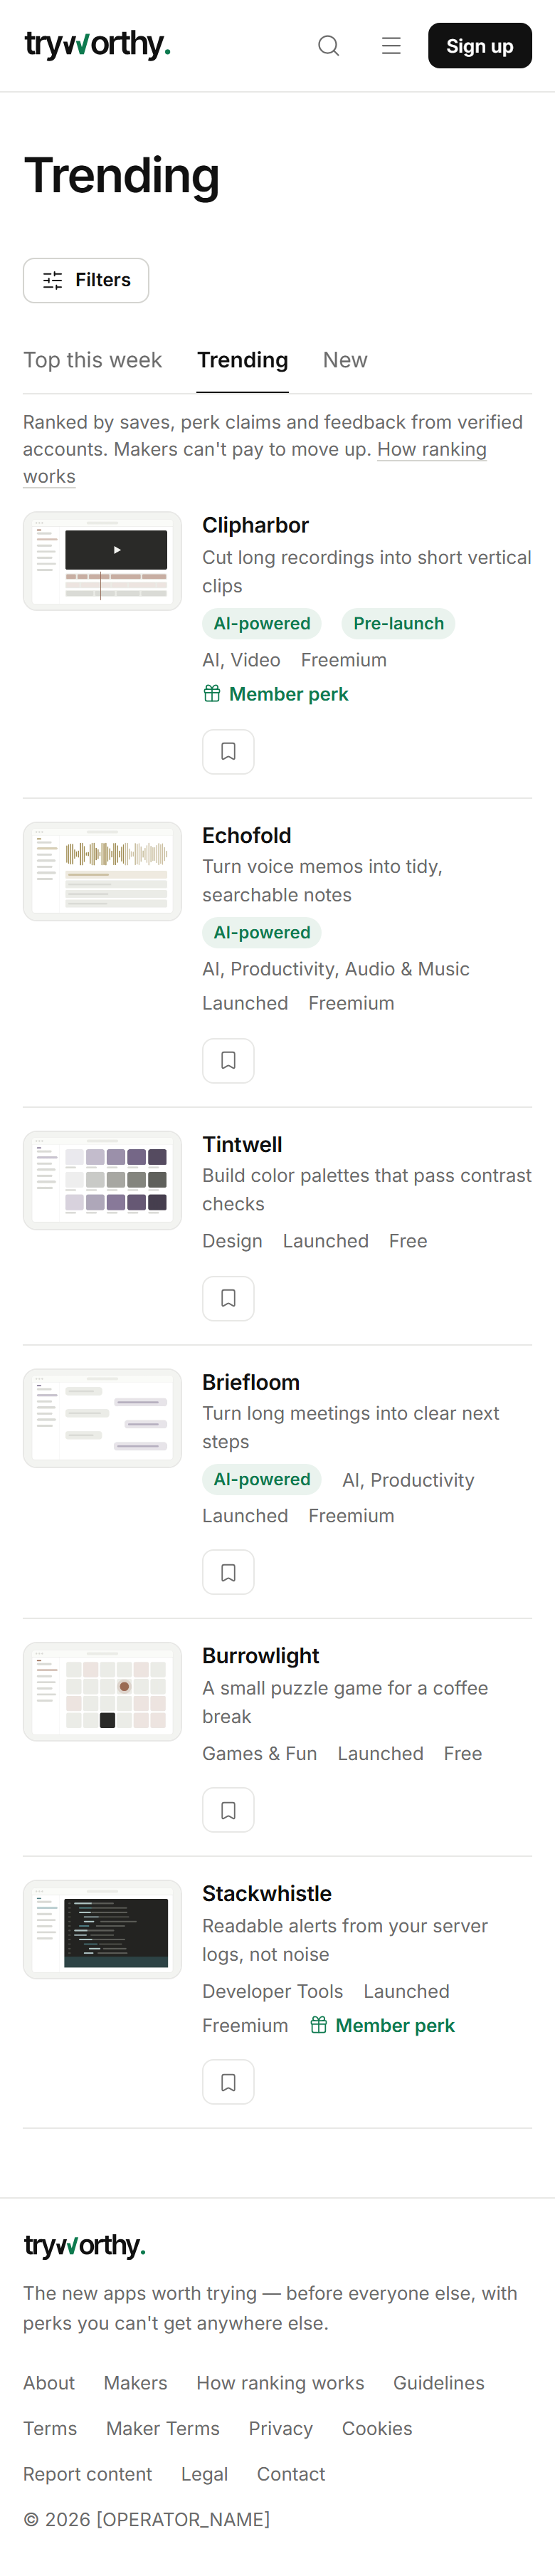 tryworthy.
Sign up
Trending
Filters
Top this week Trending New
Ranked by saves, perk claims and feedback from verified
accounts. Makers can't pay to move up. How ranking
works
Clipharbor
Cut long recordings into short vertical
clips
AI-powered Pre-launch
AI, Video Freemium
Member perk
Echofold
Turn voice memos into tidy,
searchable notes
AI-powered
AI, Productivity, Audio & Music
Launched Freemium
Tintwell
Build color palettes that pass contrast
checks
Design Launched Free
Briefloom
Turn long meetings into clear next
steps
AI-powered AI, Productivity
Launched Freemium
Burrowlight
A small puzzle game for a coffee
break
Games & Fun Launched Free
Stackwhistle
Readable alerts from your server
logs, not noise
Developer Tools Launched
Freemium Member perk
tryworthy.
The new apps worth trying — before everyone else, with
perks you can't get anywhere else.
About Makers How ranking works Guidelines
Terms Maker Terms Privacy Cookies
Report content Legal Contact
© 2026 [OPERATOR_NAME]